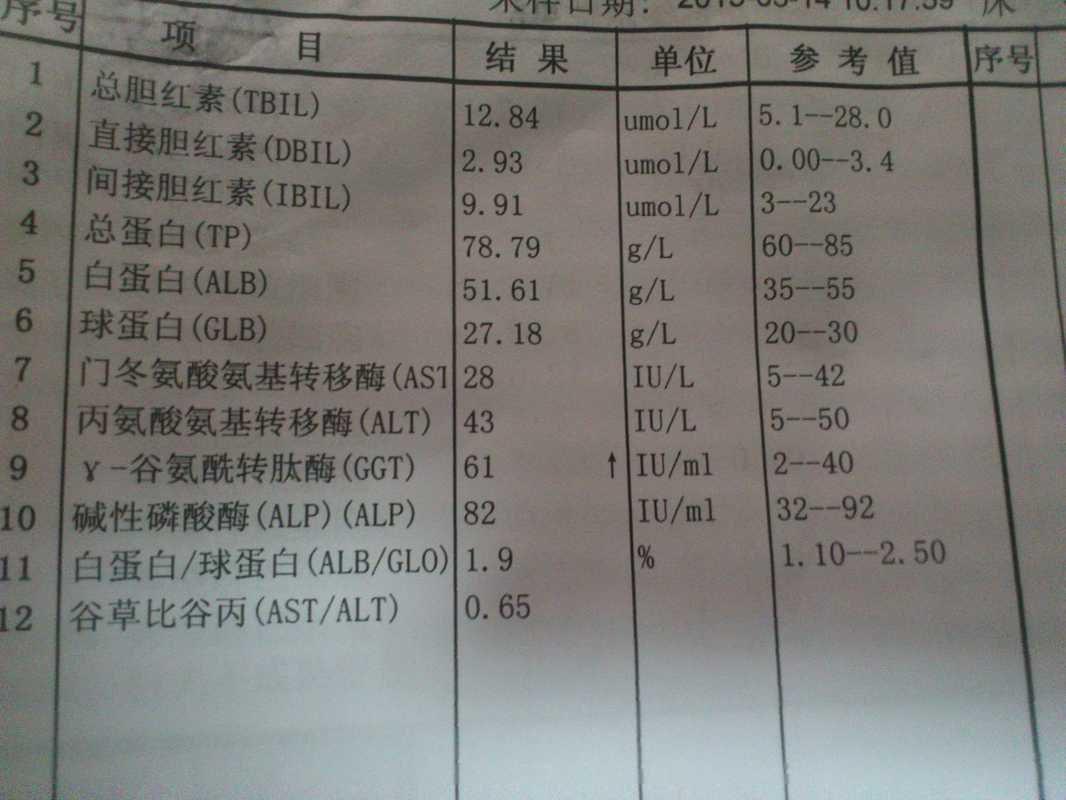 采样日期: 2015-05-14 10:17:59 床
序号 项 目 结 果 单位 参 考 值 序号
1 总胆红素(TBIL) 12.84 umol/L 5.1--28.0
2 直接胆红素(DBIL) 2.93 umol/L 0.00--3.4
3 间接胆红素(IBIL) 9.91 umol/L 3--23
4 总蛋白(TP) 78.79 g/L 60--85
5 白蛋白(ALB) 51.61 g/L 35--55
6 球蛋白(GLB) 27.18 g/L 20--30
7 门冬氨酸氨基转移酶(AST 28 IU/L 5--42
8 丙氨酸氨基转移酶(ALT) 43 IU/L 5--50
9 γ-谷氨酰转肽酶(GGT) 61 ↑ IU/ml 2--40
10 碱性磷酸酶(ALP)(ALP) 82 IU/ml 32--92
11 白蛋白/球蛋白(ALB/GLO) 1.9 % 1.10--2.50
12 谷草比谷丙(AST/ALT) 0.65